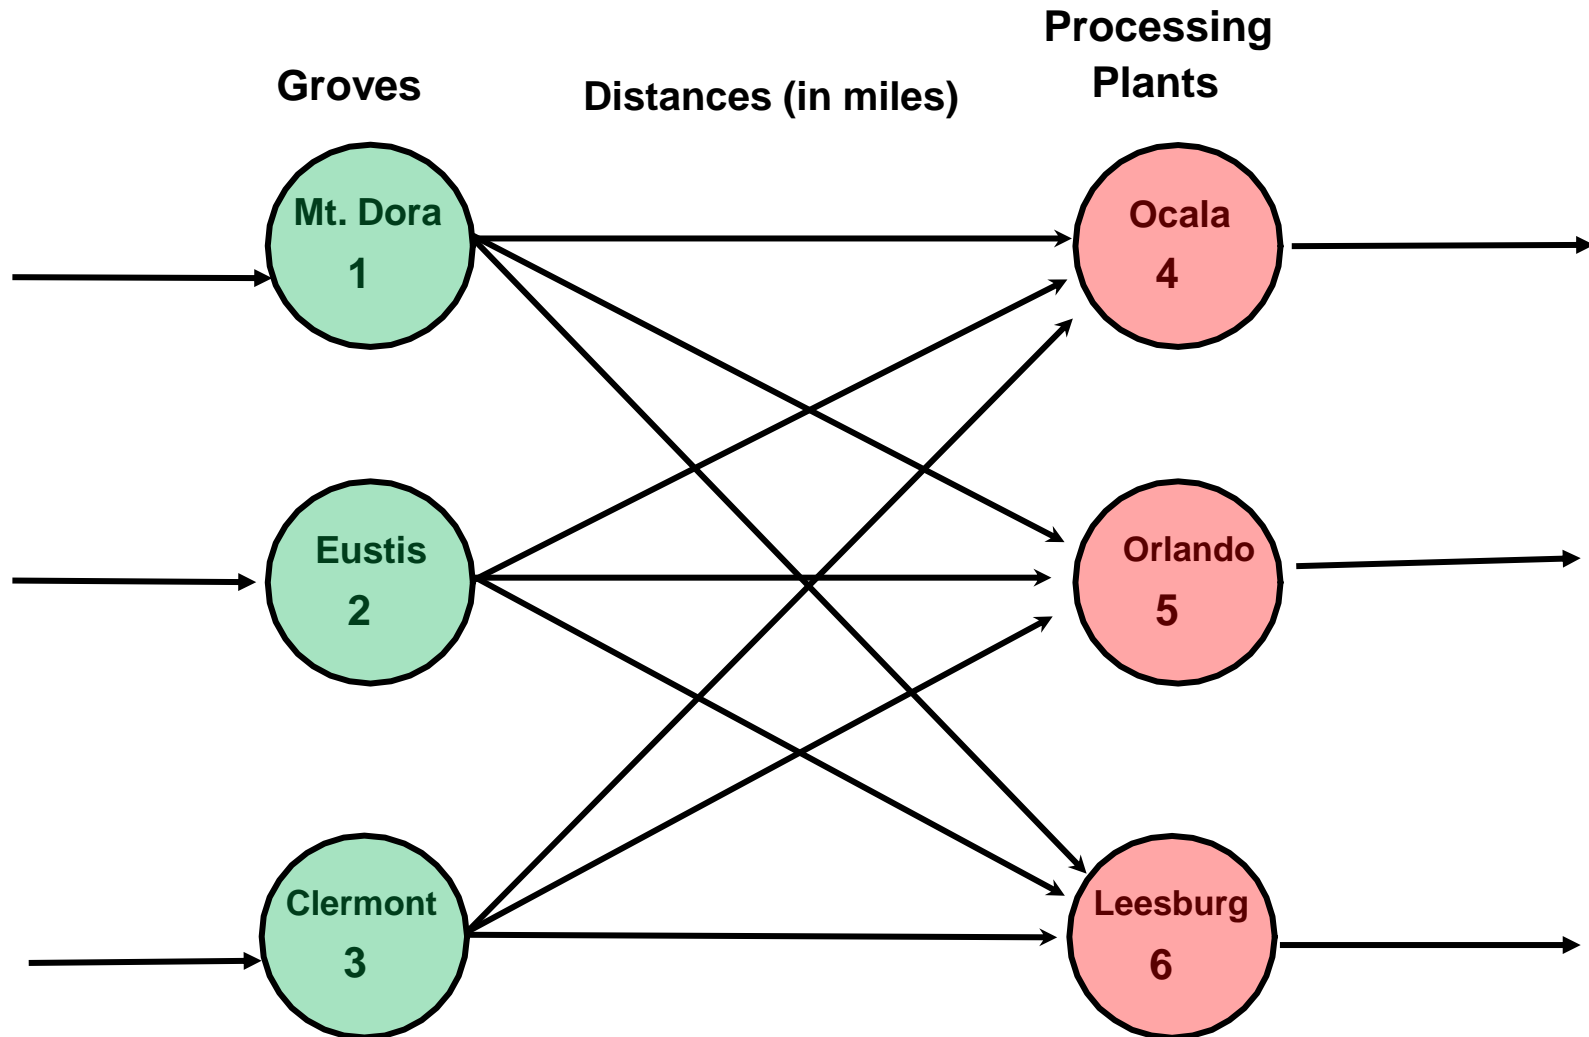 Groves
Distances (in miles)
Processing
Plants
Mt. Dora
1
Ocala
4
Eustis
2
Orlando
5
Clermont
3
Leesburg
6